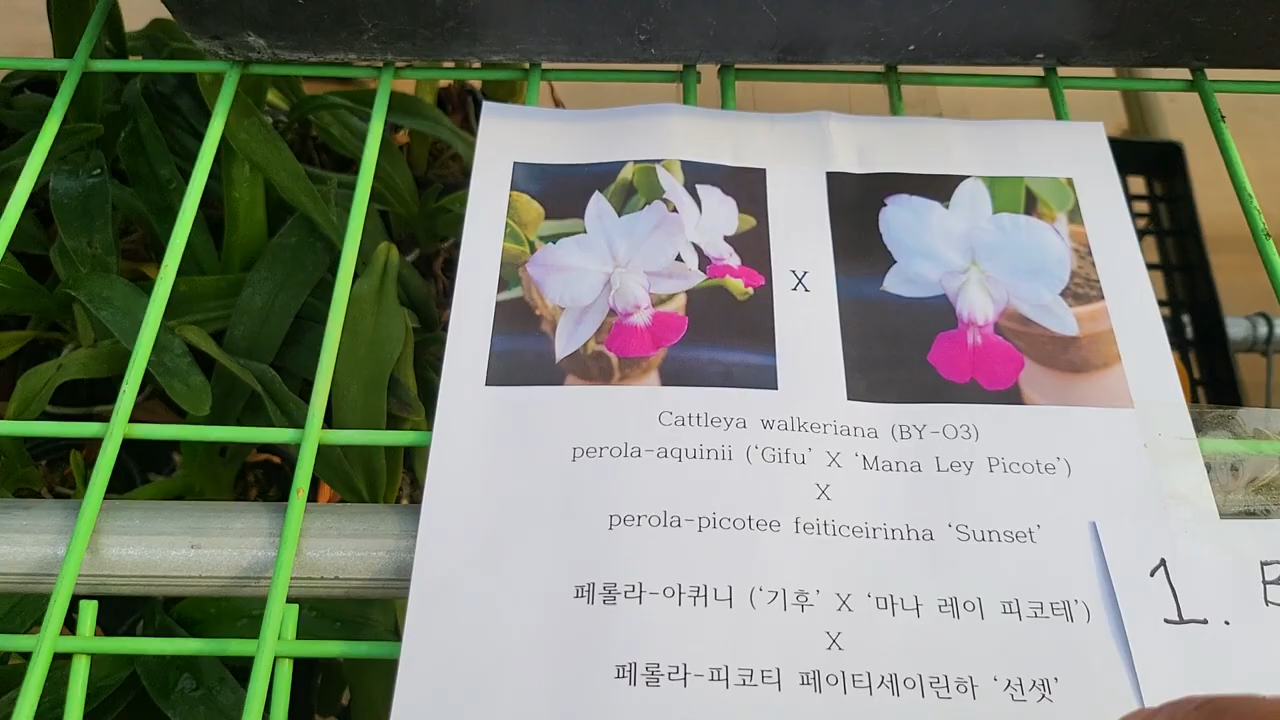 X
Cattleya walkeriana (BY-03)
perola-aquinii (‘Gifu’ X ‘Mana Ley Picote’)
X
perola-picotee feiticeirinha ‘Sunset’
페롤라-아퀴니 (‘기후’ X ‘마나 레이 피코테’)
X
페롤라-피코티 페이티세이린하 ‘선셋’
1.